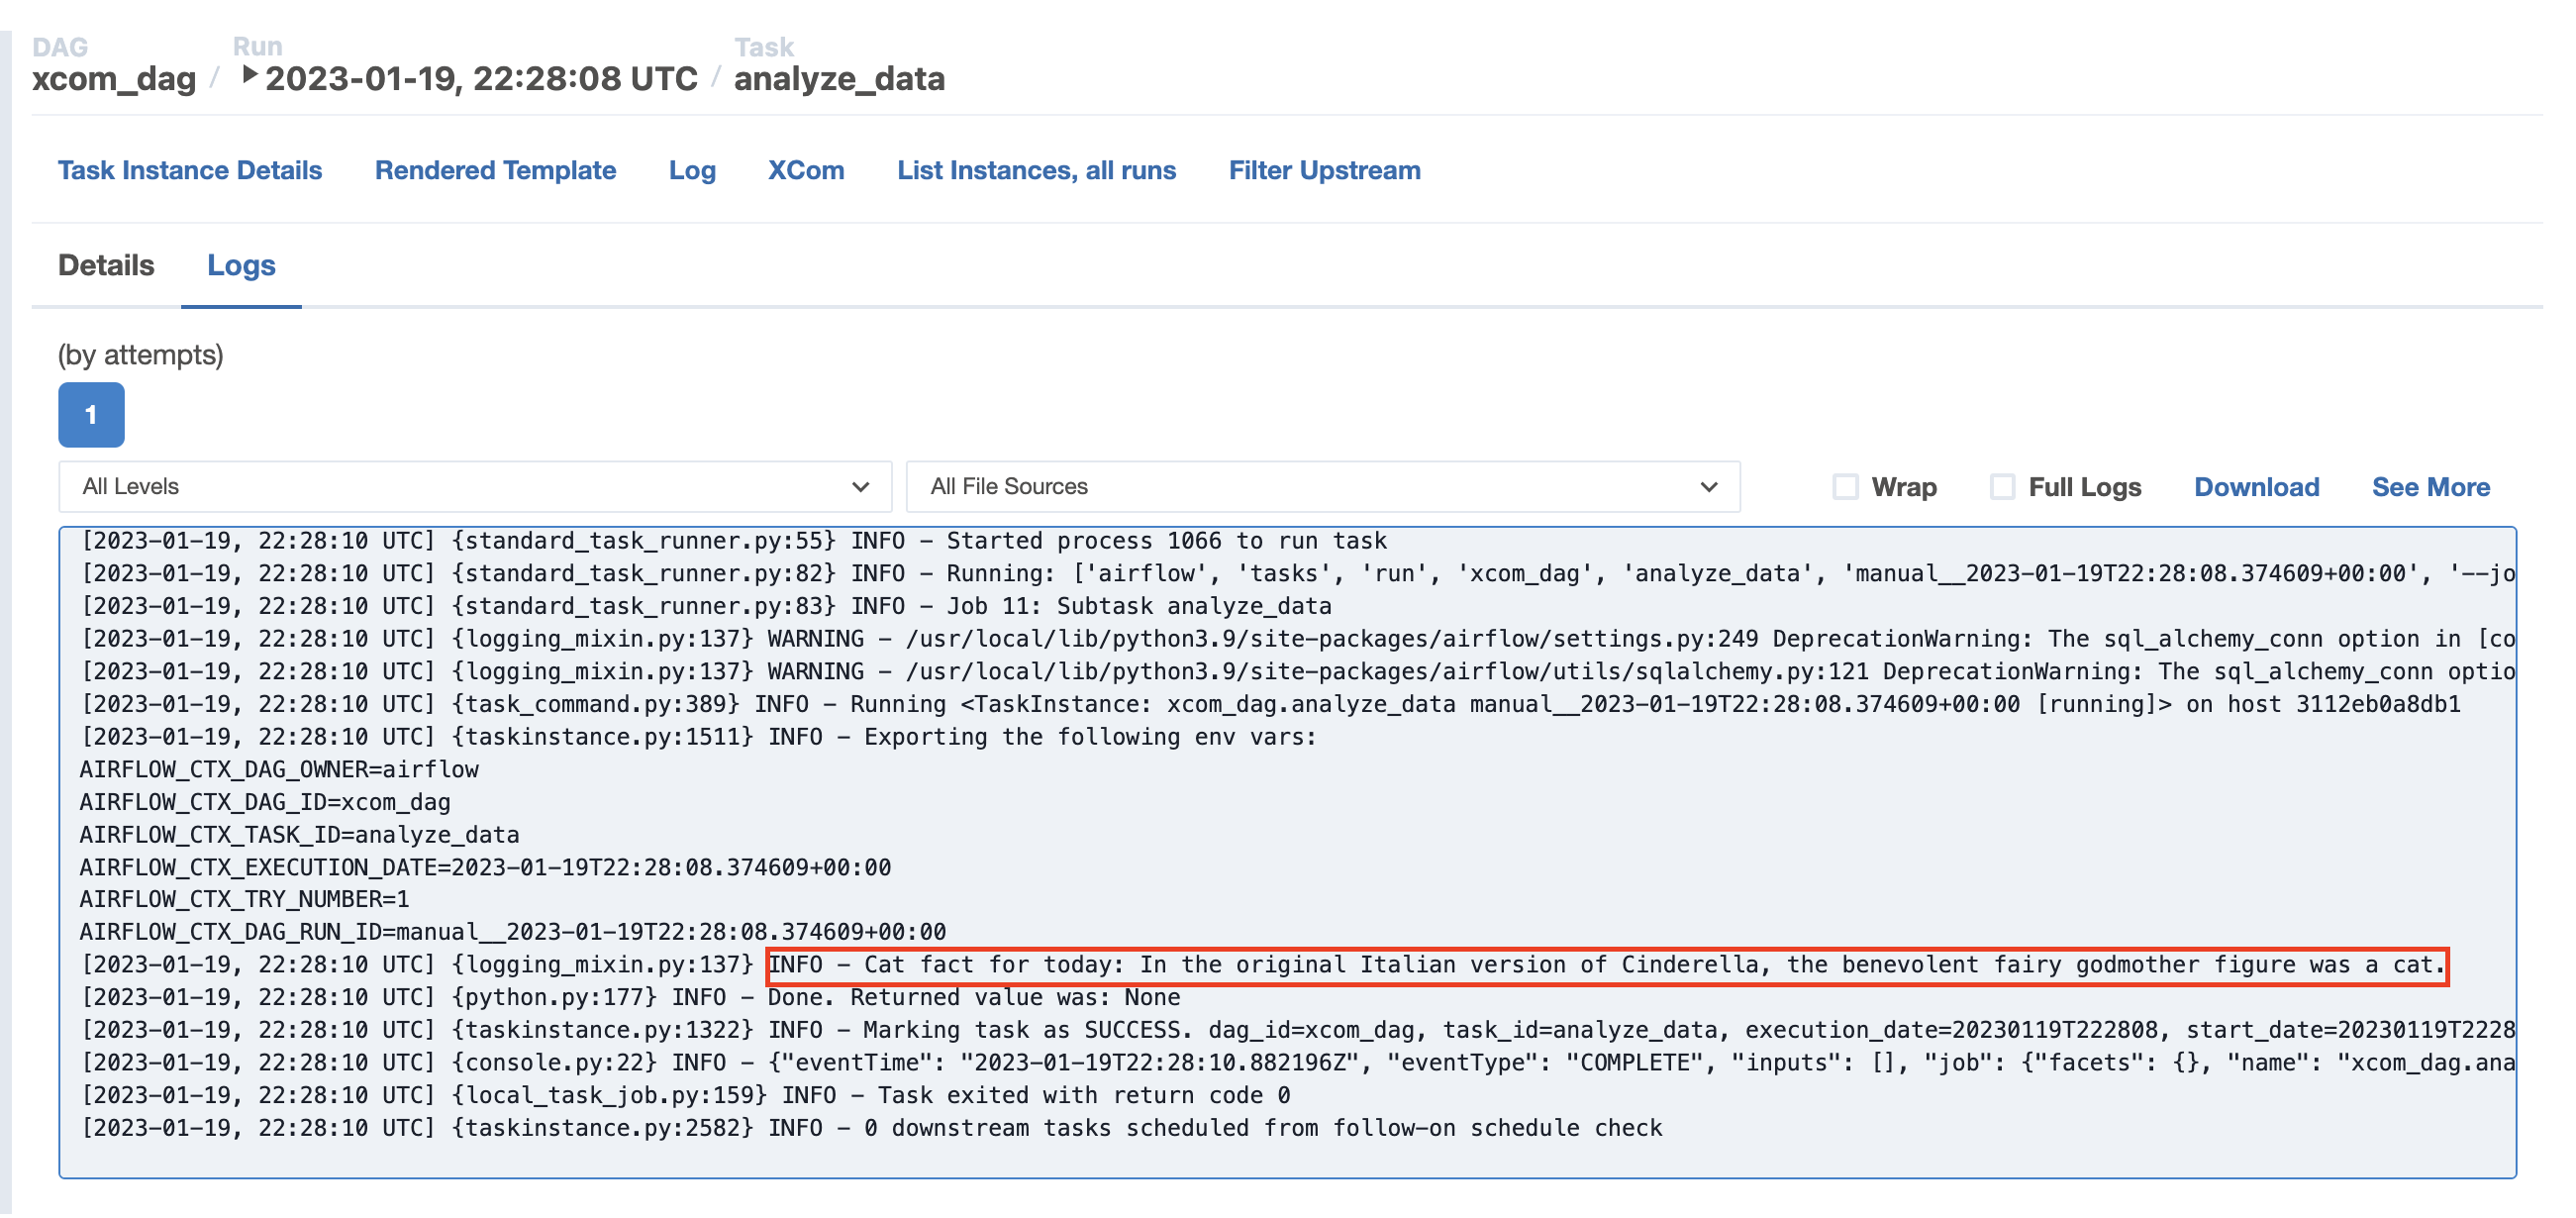 DAG Run Task
xcom_dag / 2023-01-19, 22:28:08 UTC / analyze_data
Task Instance Details Rendered Template Log XCom List Instances, all runs Filter Upstream
Details Logs
(by attempts)
1
All Levels All File Sources Wrap Full Logs Download See More
[2023-01-19, 22:28:10 UTC] {standard_task_runner.py:55} INFO - Started process 1066 to run task
[2023-01-19, 22:28:10 UTC] {standard_task_runner.py:82} INFO - Running: ['airflow', 'tasks', 'run', 'xcom_dag', 'analyze_data', 'manual__2023-01-19T22:28:08.374609+00:00', '--jo
[2023-01-19, 22:28:10 UTC] {standard_task_runner.py:83} INFO - Job 11: Subtask analyze_data
[2023-01-19, 22:28:10 UTC] {logging_mixin.py:137} WARNING - /usr/local/lib/python3.9/site-packages/airflow/settings.py:249 DeprecationWarning: The sql_alchemy_conn option in [co
[2023-01-19, 22:28:10 UTC] {logging_mixin.py:137} WARNING - /usr/local/lib/python3.9/site-packages/airflow/utils/sqlalchemy.py:121 DeprecationWarning: The sql_alchemy_conn optio
[2023-01-19, 22:28:10 UTC] {task_command.py:389} INFO - Running <TaskInstance: xcom_dag.analyze_data manual__2023-01-19T22:28:08.374609+00:00 [running]> on host 3112eb0a8db1
[2023-01-19, 22:28:10 UTC] {taskinstance.py:1511} INFO - Exporting the following env vars:
AIRFLOW_CTX_DAG_OWNER=airflow
AIRFLOW_CTX_DAG_ID=xcom_dag
AIRFLOW_CTX_TASK_ID=analyze_data
AIRFLOW_CTX_EXECUTION_DATE=2023-01-19T22:28:08.374609+00:00
AIRFLOW_CTX_TRY_NUMBER=1
AIRFLOW_CTX_DAG_RUN_ID=manual__2023-01-19T22:28:08.374609+00:00
[2023-01-19, 22:28:10 UTC] {logging_mixin.py:137} INFO - Cat fact for today: In the original Italian version of Cinderella, the benevolent fairy godmother figure was a cat.
[2023-01-19, 22:28:10 UTC] {python.py:177} INFO - Done. Returned value was: None
[2023-01-19, 22:28:10 UTC] {taskinstance.py:1322} INFO - Marking task as SUCCESS. dag_id=xcom_dag, task_id=analyze_data, execution_date=20230119T222808, start_date=20230119T2228
[2023-01-19, 22:28:10 UTC] {console.py:22} INFO - {"eventTime": "2023-01-19T22:28:10.882196Z", "eventType": "COMPLETE", "inputs": [], "job": {"facets": {}, "name": "xcom_dag.ana
[2023-01-19, 22:28:10 UTC] {local_task_job.py:159} INFO - Task exited with return code 0
[2023-01-19, 22:28:10 UTC] {taskinstance.py:2582} INFO - 0 downstream tasks scheduled from follow-on schedule check